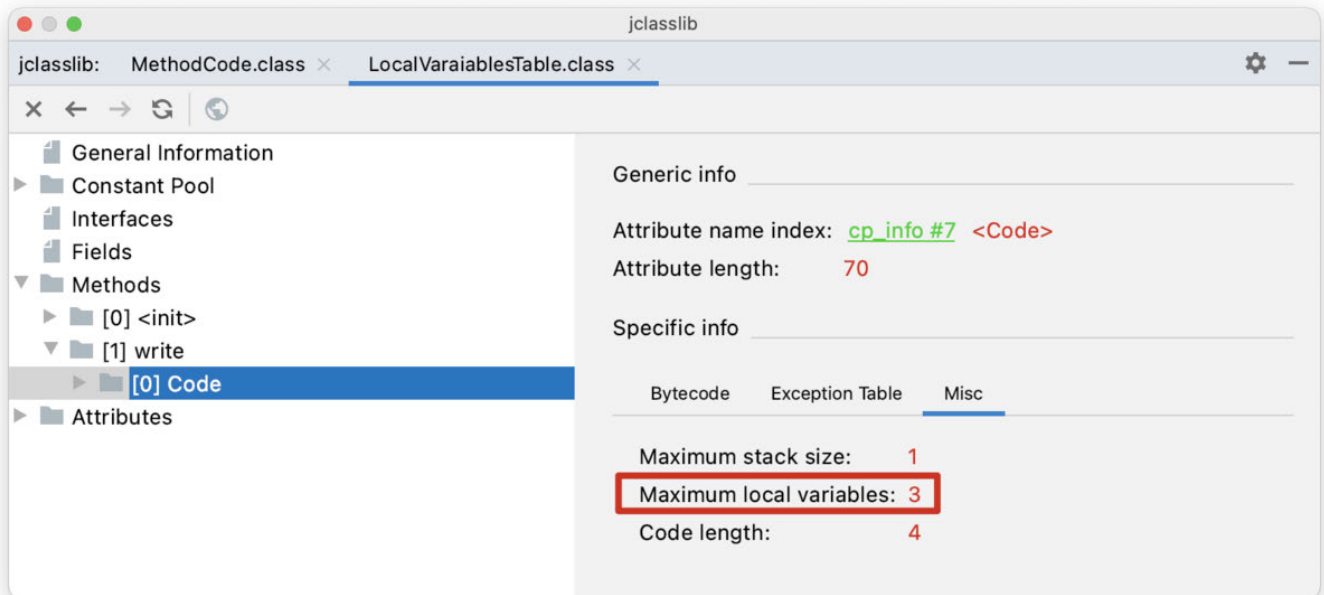 jclasslib
jclasslib: MethodCode.class LocalVaraiablesTable.class
General Information
Constant Pool
Interfaces
Fields
Methods
[0] <init>
[1] write
[0] Code
Attributes
Generic info
Attribute name index: cp_info #7 <Code>
Attribute length: 70
Specific info
Bytecode Exception Table Misc
Maximum stack size: 1
Maximum local variables: 3
Code length: 4